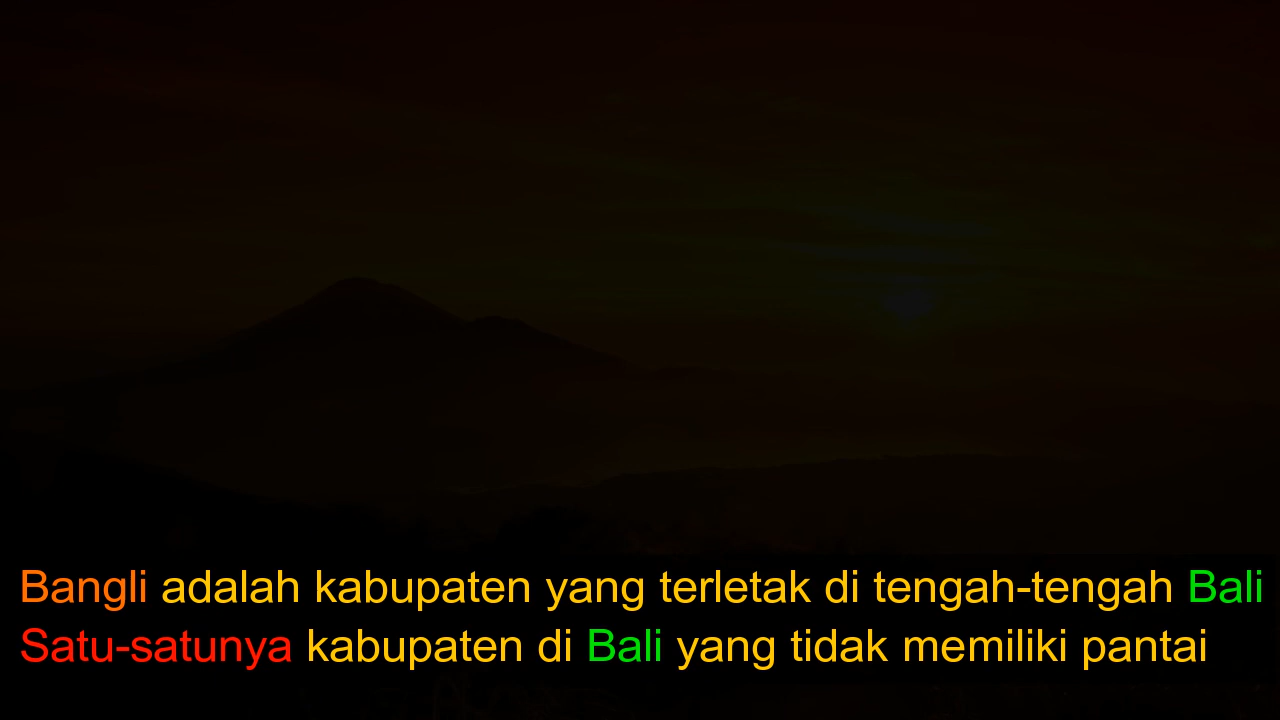 Bangli adalah kabupaten yang terletak di tengah-tengah Bali
Satu-satunya kabupaten di Bali yang tidak memiliki pantai